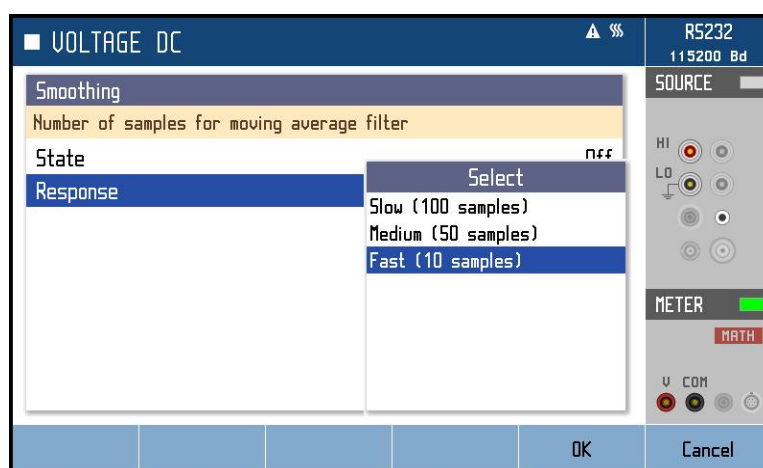 VOLTAGE DC
RS232
115200 Bd
Smoothing
Number of samples for moving average filter
State Off
Response
Select
Slow (100 samples)
Medium (50 samples)
Fast (10 samples)
SOURCE
HI
LO
METER
MATH
V COM
OK Cancel